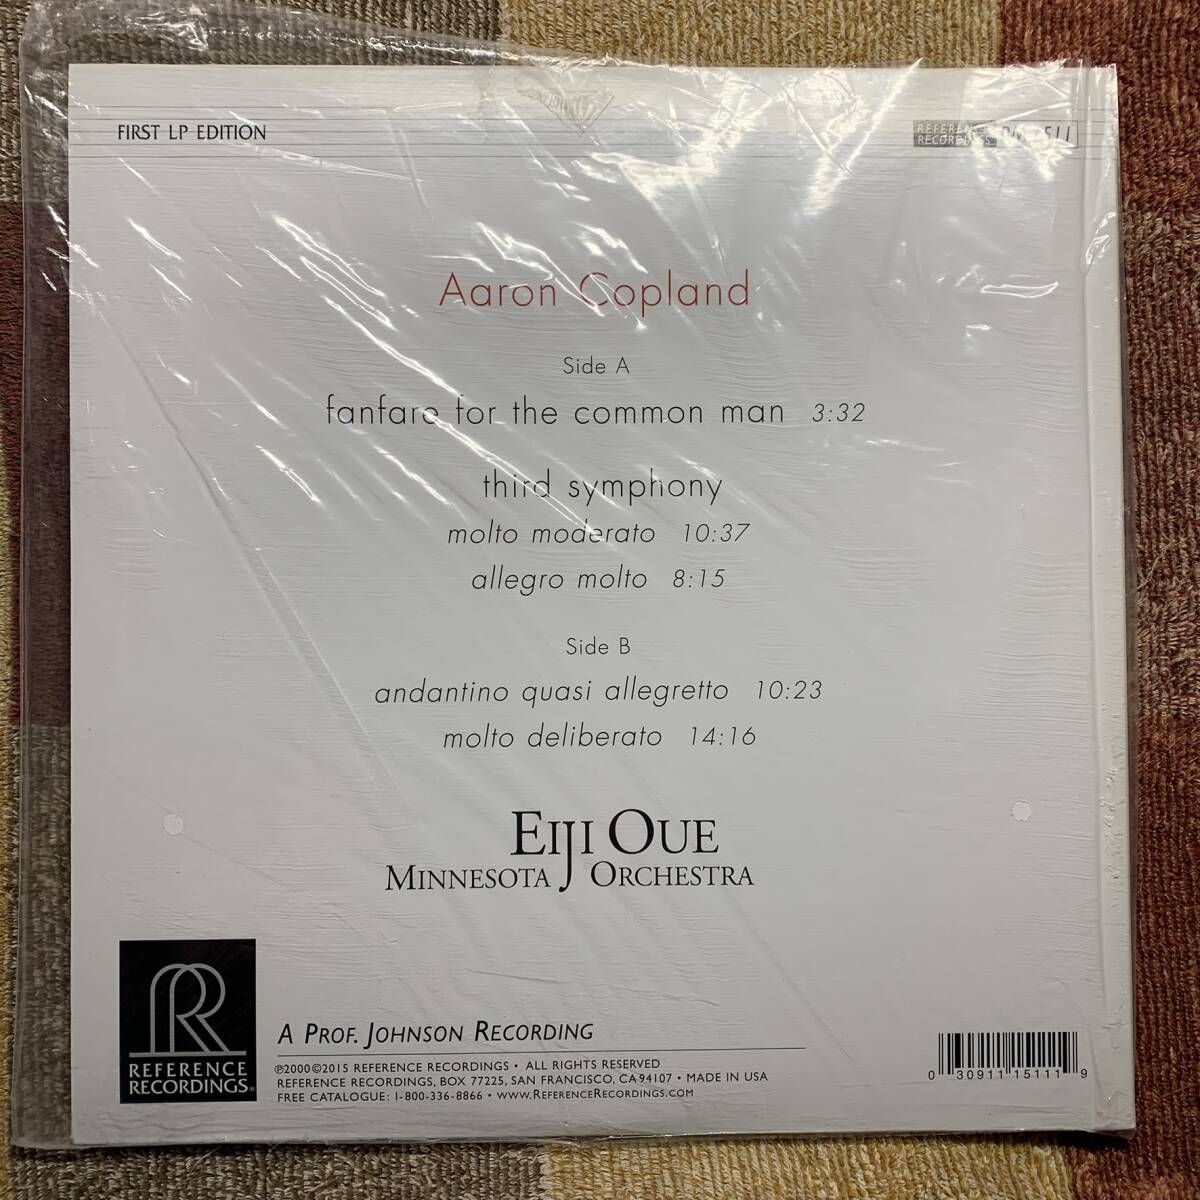 FIRST LP EDITION
REFERENCE
RECORDINGS
Aaron Copland
Side A
fanfare for the common man 3:32
third symphony
molto moderato 10:37
allegro molto 8:15
Side B
andantino quasi allegretto 10:23
molto deliberato 14:16
EIJI OUE
MINNESOTA ORCHESTRA
REFERENCE
RECORDINGS®
A PROF. JOHNSON RECORDING
℗2000©2015 REFERENCE RECORDINGS • ALL RIGHTS RESERVED
REFERENCE RECORDINGS, BOX 77225, SAN FRANCISCO, CA 94107 • MADE IN USA
FREE CATALOGUE: 1-800-336-8866 • WWW.REFERENCERECORDINGS.COM
0 30911 15111 9